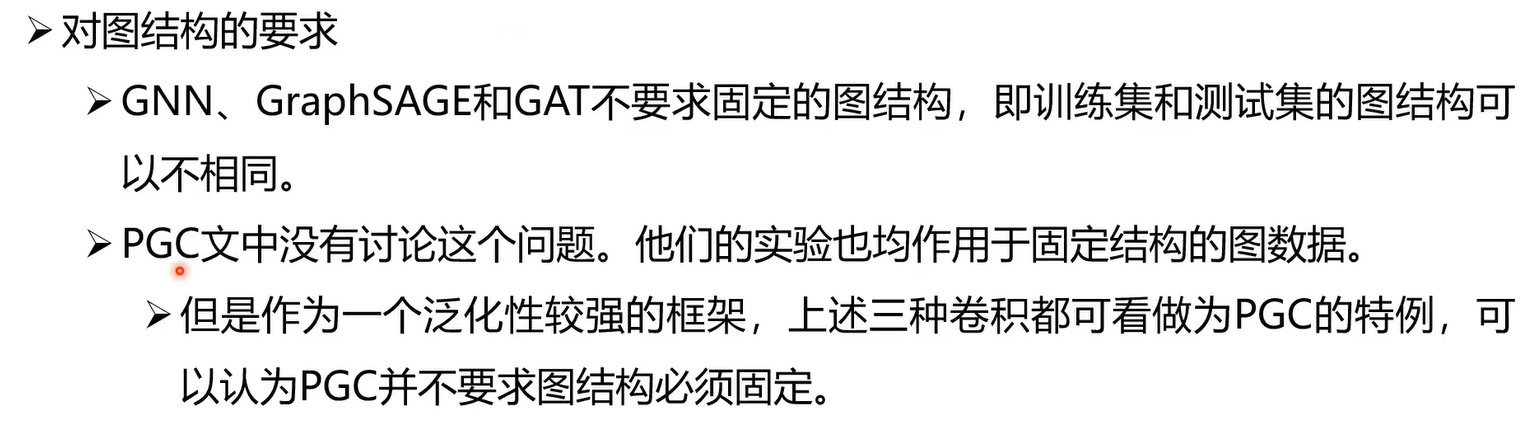 对图结构的要求
GNN、GraphSAGE和GAT不要求固定的图结构，即训练集和测试集的图结构可
以不相同。
PGC文中没有讨论这个问题。他们的实验也均作用于固定结构的图数据。
但是作为一个泛化性较强的框架，上述三种卷积都可看做为PGC的特例，可
以认为PGC并不要求图结构必须固定。